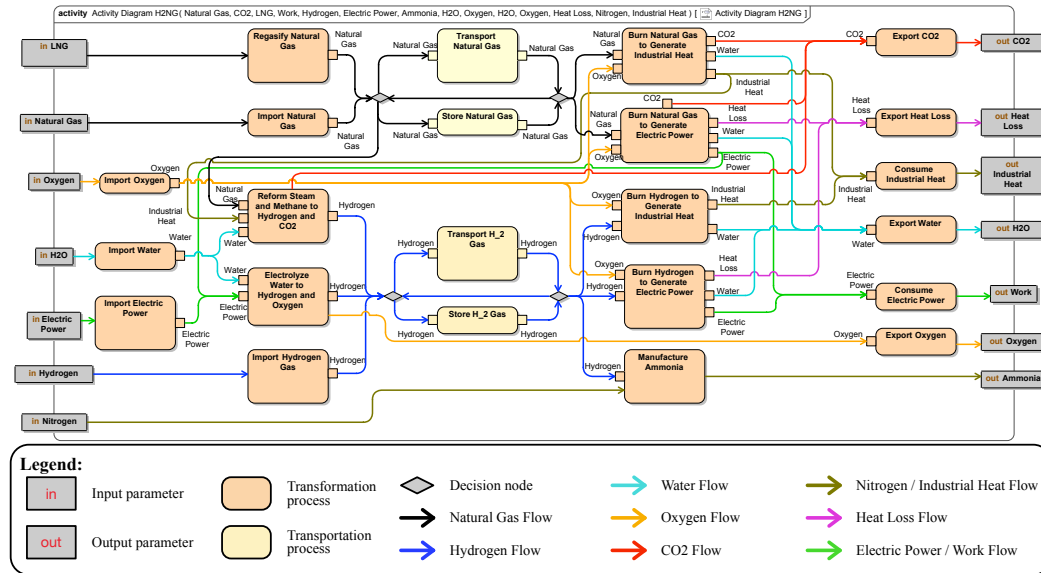 activity Activity Diagram H2NG( Natural Gas, CO2, LNG, Work, Hydrogen, Electric Power, Ammonia, H2O, Oxygen, H2O, Oxygen, Heat Loss, Nitrogen, Industrial Heat ) [ Activity Diagram H2NG ]
in LNG
Regasify Natural
Gas
Natural
Gas
Transport
Natural Gas
Natural Gas
Natural Gas
Natural
Gas
Burn Natural Gas
to Generate
Industrial Heat
CO2
Water
Oxygen
Industrial
Heat
CO2
Export CO2
out CO2
in Natural Gas
Import Natural
Gas
Natural
Gas
Store Natural Gas
Natural Gas
Natural Gas
CO2
Natural
Gas
Burn Natural Gas
to Generate
Electric Power
Heat
Loss
Water
Oxygen
Electric
Power
Heat
Loss
Export Heat Loss
out Heat
Loss
in Oxygen
Import Oxygen
Oxygen
Natural
Gas
Reform Steam
and Methane to
Hydrogen and
CO2
Industrial
Heat
Water
Hydrogen
Oxygen
Burn Hydrogen to
Generate
Industrial Heat
Industrial
Heat
Hydrogen
Water
Consume
Industrial Heat
Industrial
Heat
out
Industrial
Heat
in H2O
Import Water
Water
Transport H_2
Gas
Hydrogen
Hydrogen
Export Water
Water
out H2O
Water
Electrolyze
Water to
Hydrogen and
Oxygen
Hydrogen
Electric
Power
Store H_2 Gas
Hydrogen
Hydrogen
Oxygen
Burn Hydrogen
to Generate
Electric Power
Heat
Loss
Hydrogen
Water
Electric
Power
Electric
Power
Consume
Electric Power
out Work
in Electric
Power
Import Electric
Power
Electric
Power
Oxygen
Export Oxygen
out Oxygen
in Hydrogen
Import Hydrogen
Gas
Hydrogen
Hydrogen
Manufacture
Ammonia
out Ammonia
in Nitrogen
Legend:
in
Input parameter
out
Output parameter
Transformation
process
Transportation
process
Decision node
Natural Gas Flow
Hydrogen Flow
Water Flow
Oxygen Flow
CO2 Flow
Nitrogen / Industrial Heat Flow
Heat Loss Flow
Electric Power / Work Flow